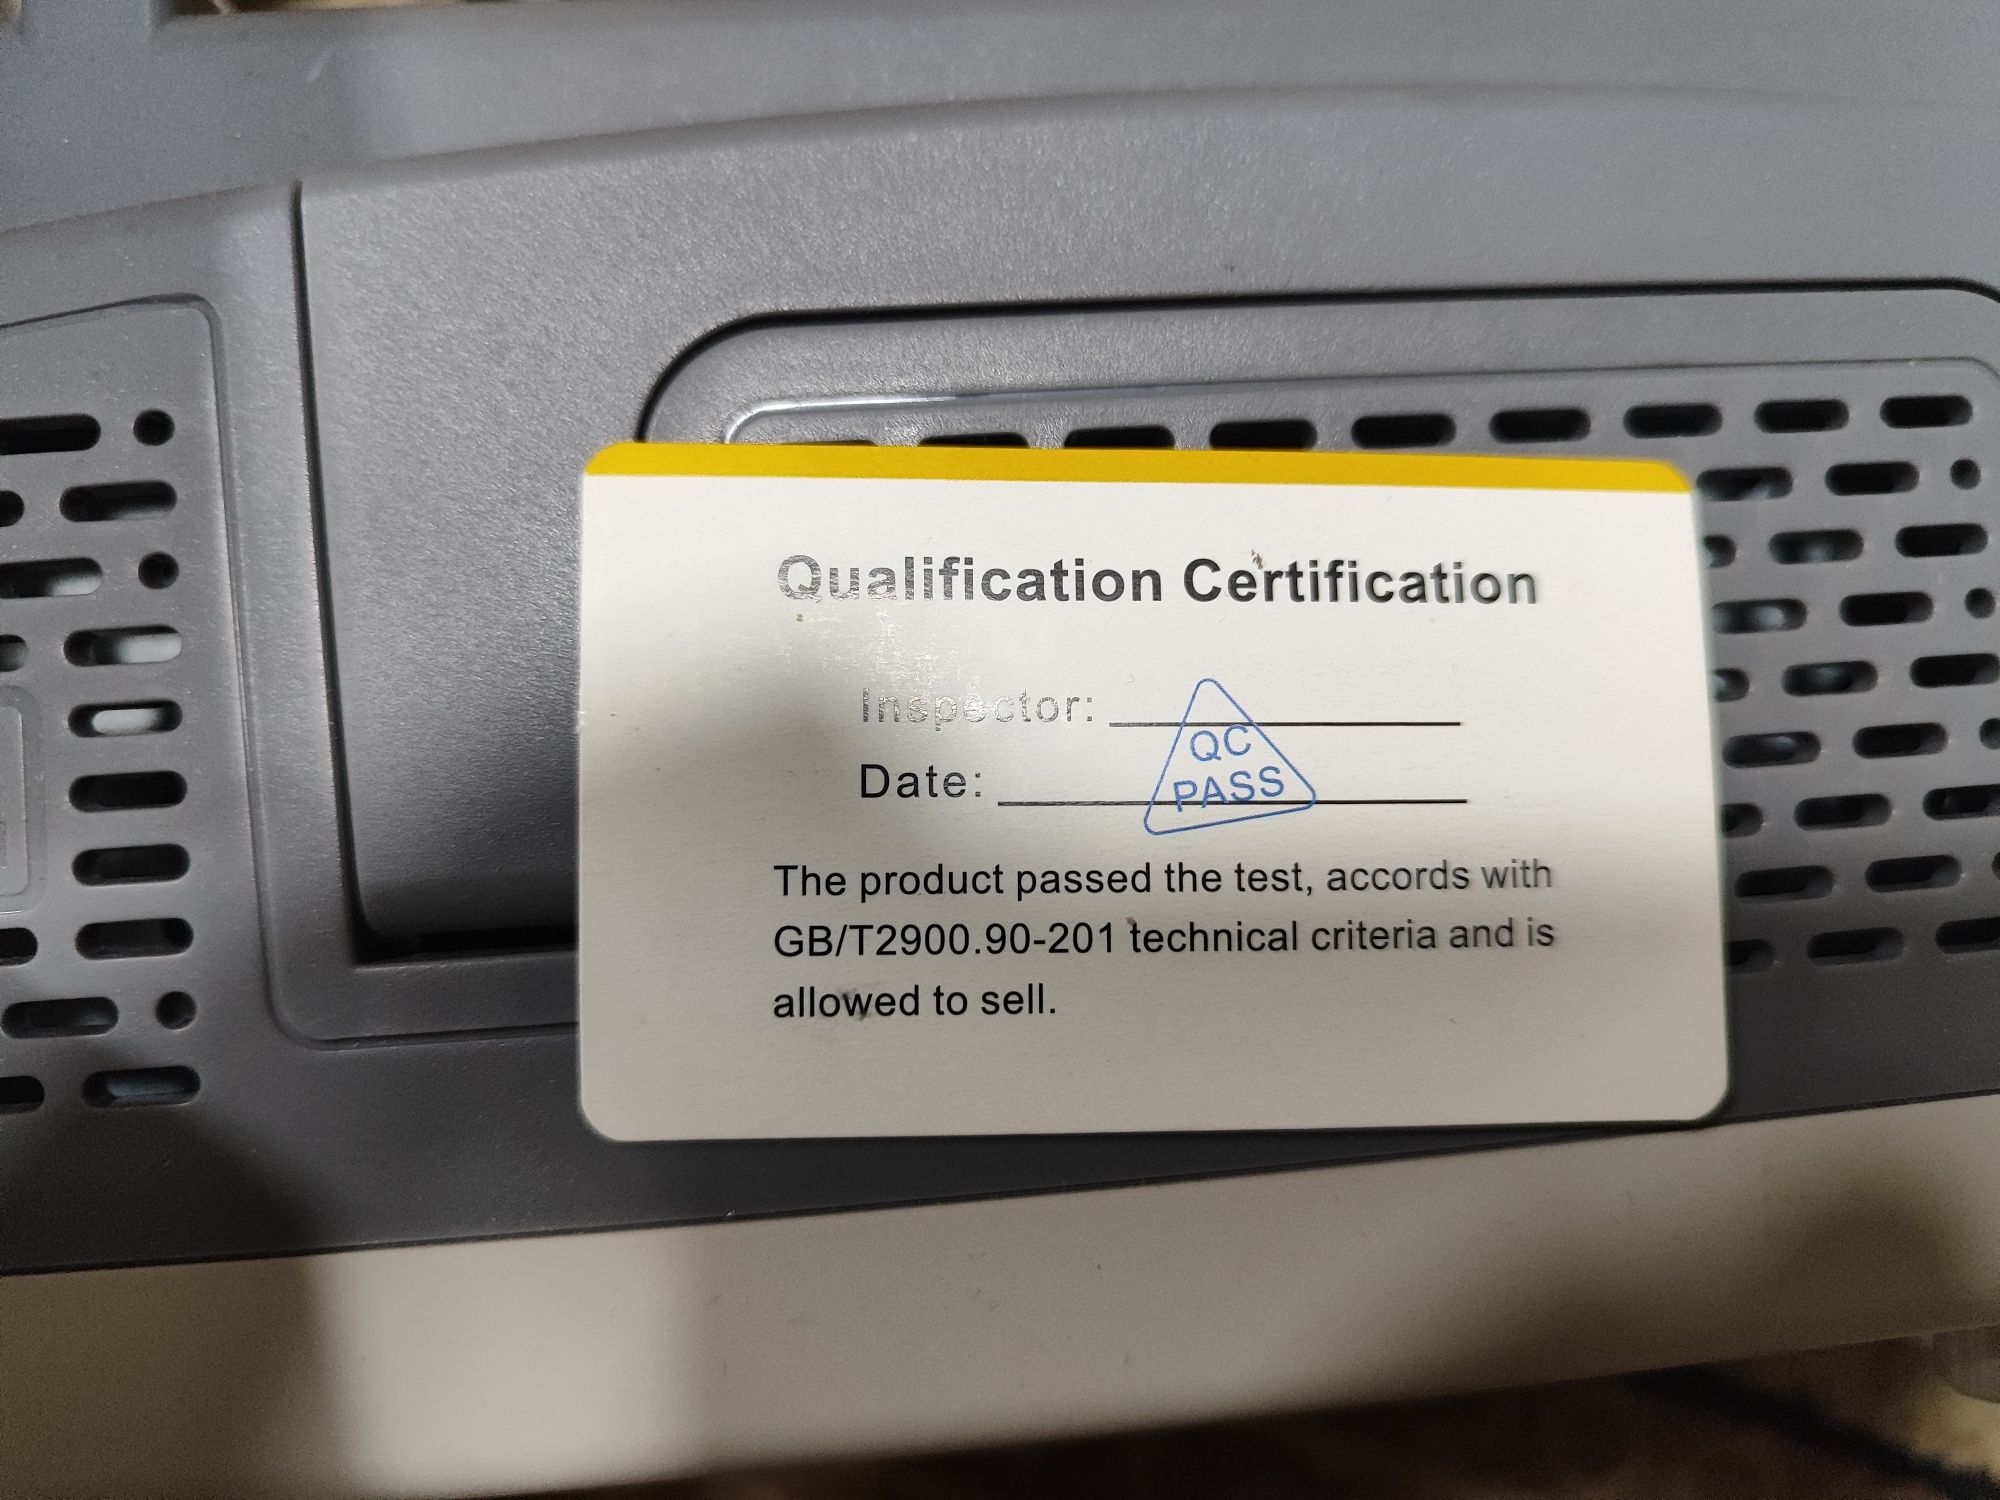 Qualification Certification
Inspector:
QC
PASS
Date:
The product passed the test, accords with
GB/T2900.90-201 technical criteria and is
allowed to sell.